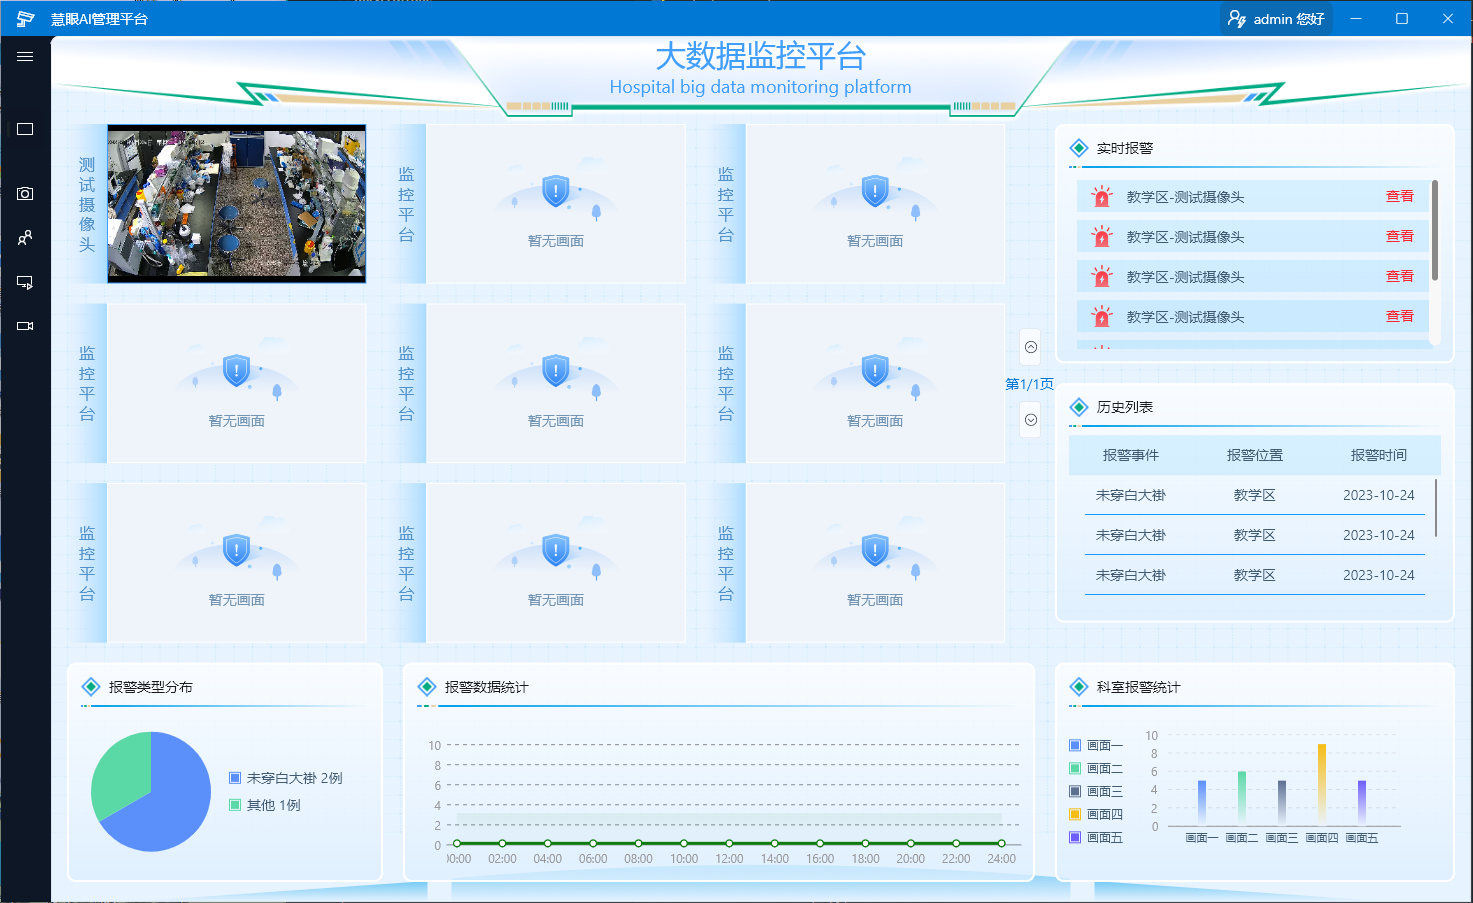 慧眼AI管理平台
admin 您好
大数据监控平台
Hospital big data monitoring platform
测试摄像头
监控平台
暂无画面
监控平台
暂无画面
监控平台
暂无画面
监控平台
暂无画面
监控平台
暂无画面
监控平台
暂无画面
监控平台
暂无画面
监控平台
暂无画面
第1/1页
实时报警
教学区-测试摄像头 查看
教学区-测试摄像头 查看
教学区-测试摄像头 查看
教学区-测试摄像头 查看
历史列表
报警事件 报警位置 报警时间
未穿白大褂 教学区 2023-10-24
未穿白大褂 教学区 2023-10-24
未穿白大褂 教学区 2023-10-24
报警类型分布
未穿白大褂 2例
其他 1例
报警数据统计
10
8
6
4
2
0
00:00 02:00 04:00 06:00 08:00 10:00 12:00 14:00 16:00 18:00 20:00 22:00 24:00
科室报警统计
画面一
画面二
画面三
画面四
画面五
10
8
6
4
2
0
画面一 画面二 画面三 画面四 画面五